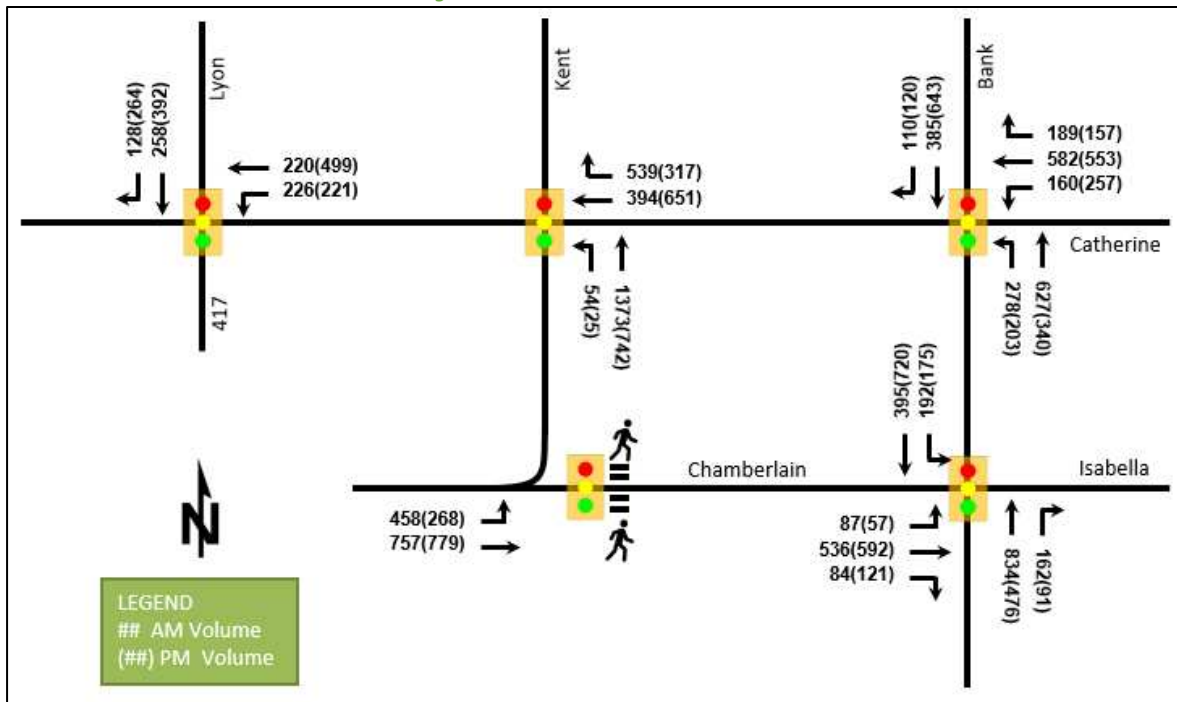 Lyon
Kent
Bank
128(264)
258(392)
220(499)
226(221)
539(317)
394(651)
110(120)
385(643)
189(157)
582(553)
160(257)
Catherine
417
54(25)
1373(742)
278(203)
627(340)
395(720)
192(175)
Chamberlain
Isabella
458(268)
757(779)
87(57)
536(592)
84(121)
834(476)
162(91)
N
LEGEND
## AM Volume
(##) PM Volume